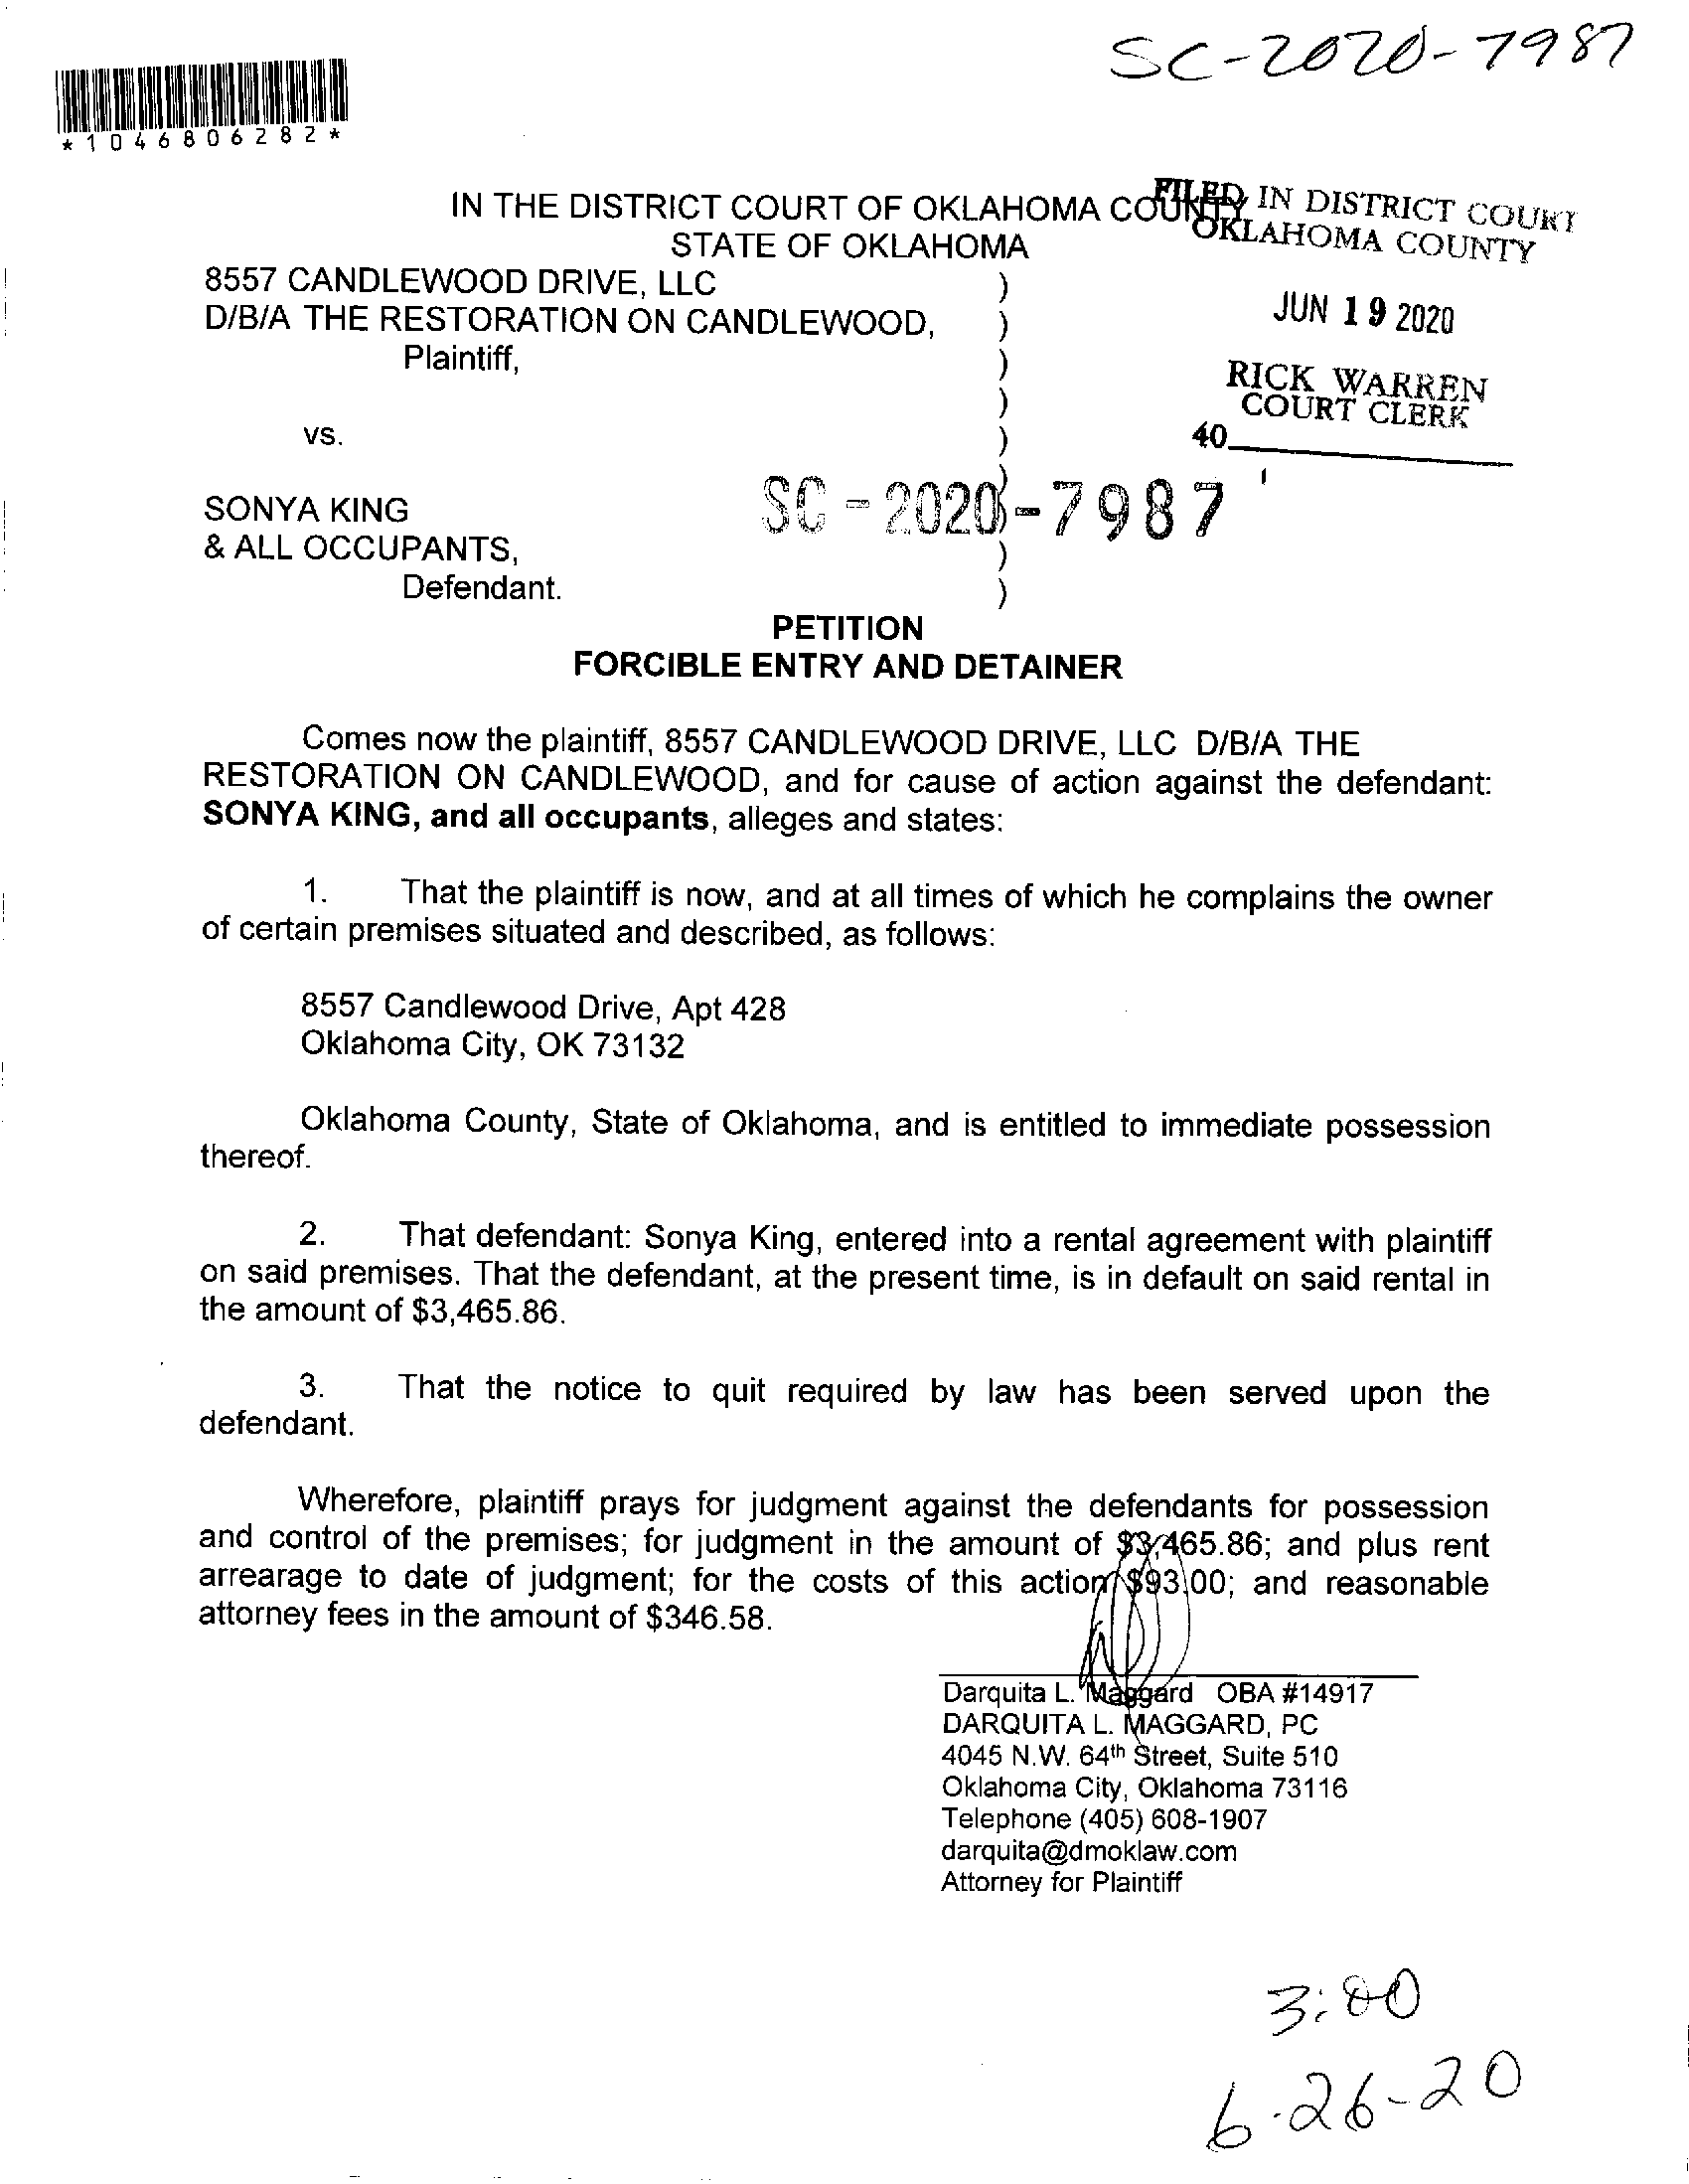 SC-2020-7987
*1046806282*
IN THE DISTRICT COURT OF OKLAHOMA COUNTY
STATE OF OKLAHOMA
FILED IN DISTRICT COURT
OKLAHOMA COUNTY
JUN 19 2020
RICK WARREN
COURT CLERK
40
8557 CANDLEWOOD DRIVE, LLC )
D/B/A THE RESTORATION ON CANDLEWOOD, )
Plaintiff, )
)
vs. )
)
SONYA KING
SC-2020-7987
& ALL OCCUPANTS, )
Defendant. )
PETITION
FORCIBLE ENTRY AND DETAINER
Comes now the plaintiff, 8557 CANDLEWOOD DRIVE, LLC D/B/A THE
RESTORATION ON CANDLEWOOD, and for cause of action against the defendant:
SONYA KING, and all occupants, alleges and states:
1. That the plaintiff is now, and at all times of which he complains the owner
of certain premises situated and described, as follows:
8557 Candlewood Drive, Apt 428
Oklahoma City, OK 73132
Oklahoma County, State of Oklahoma, and is entitled to immediate possession
thereof.
2. That defendant: Sonya King, entered into a rental agreement with plaintiff
on said premises. That the defendant, at the present time, is in default on said rental in
the amount of $3,465.86.
3. That the notice to quit required by law has been served upon the
defendant.
Wherefore, plaintiff prays for judgment against the defendants for possession
and control of the premises; for judgment in the amount of $3,465.86; and plus rent
arrearage to date of judgment; for the costs of this action $93.00; and reasonable
attorney fees in the amount of $346.58.
Darquita L. Maggard OBA #14917
DARQUITA L. MAGGARD, PC
4045 N.W. 64th Street, Suite 510
Oklahoma City, Oklahoma 73116
Telephone (405) 608-1907
darquita@dmoklaw.com
Attorney for Plaintiff
3:00
6-26-20